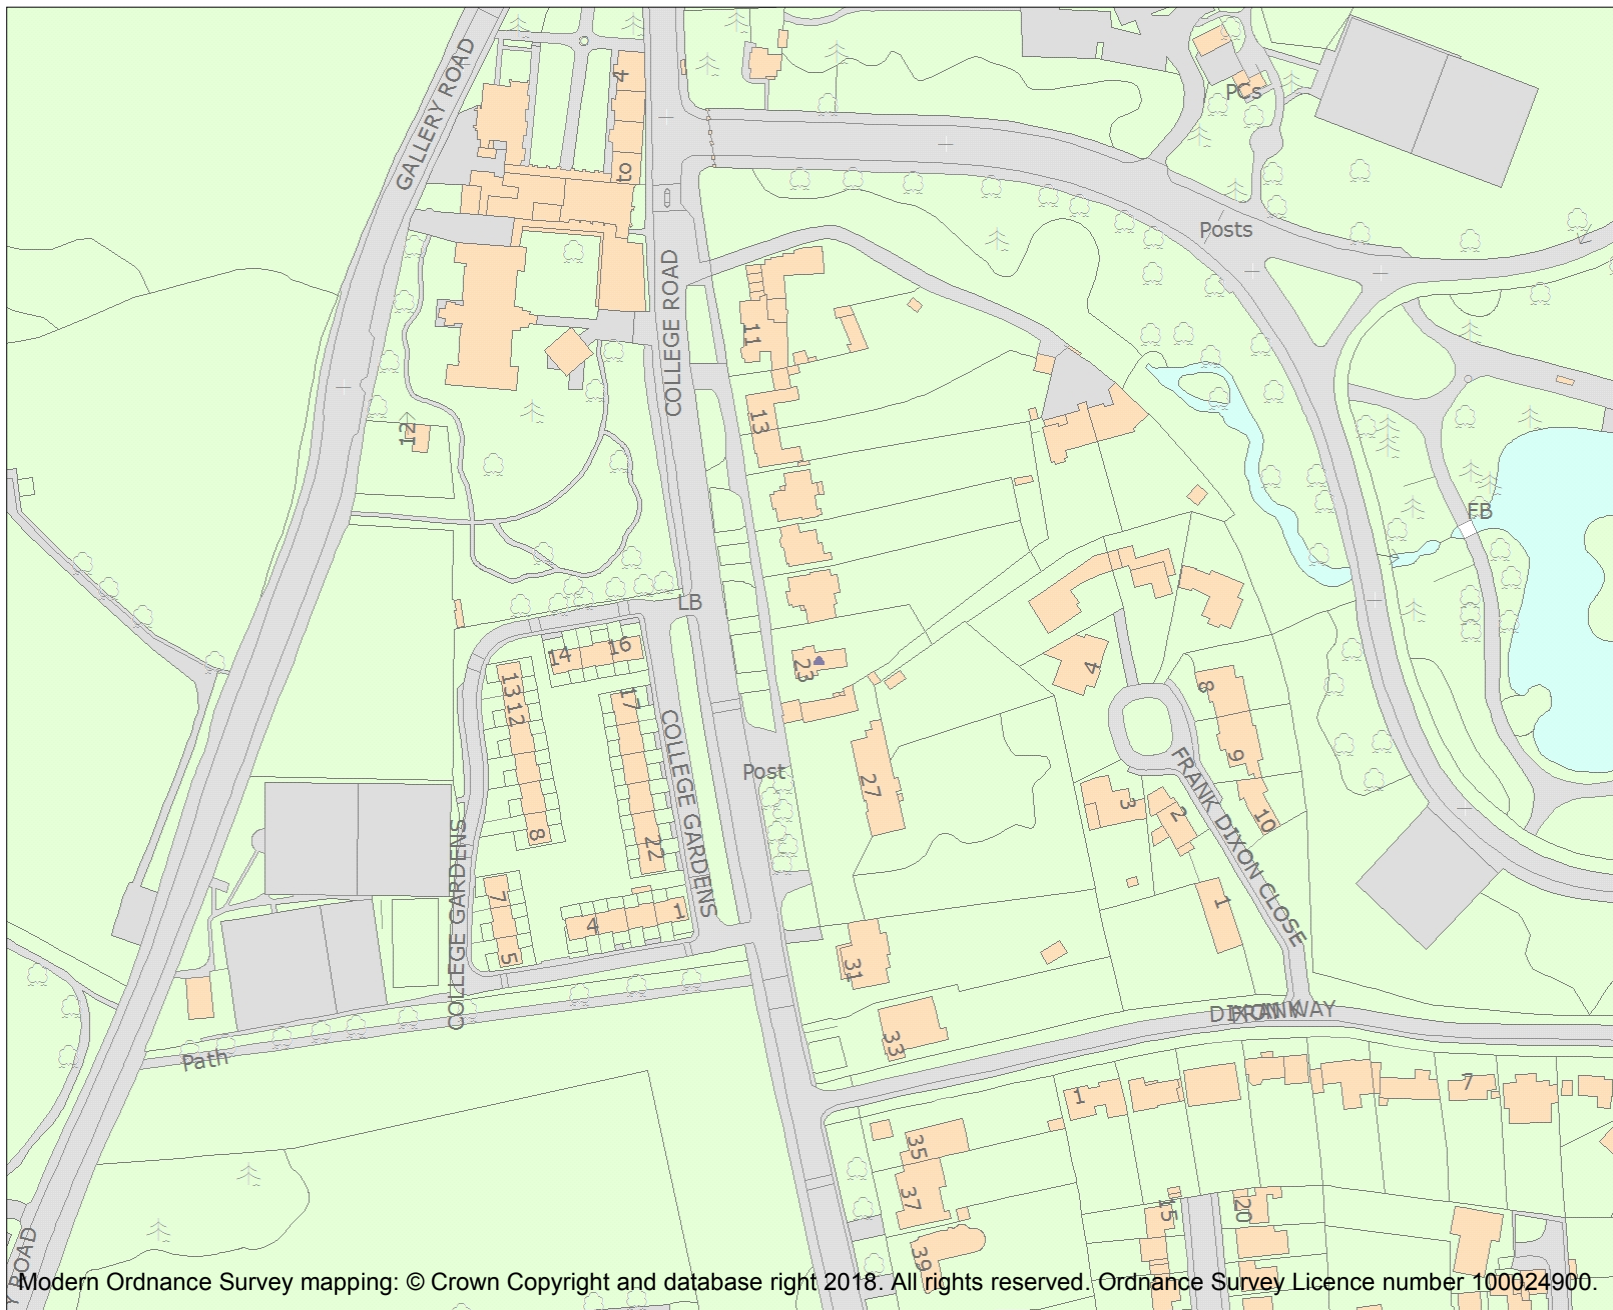 GALLERY ROAD
4
to
PCs
Posts
COLLEGE ROAD
11
13
12
FB
LB
14
16
13
12
17
23
4
8
COLLEGE GARDENS
Post
27
9
FRANK DIXON CLOSE
3
2
10
8
22
COLLEGE GARDENS
7
4
1
1
5
31
FRANK
DIXON WAY
33
Path
1
7
35
37
15
20
39
Y ROAD
Modern Ordnance Survey mapping: © Crown Copyright and database right 2018. All rights reserved. Ordnance Survey Licence number 100024900.